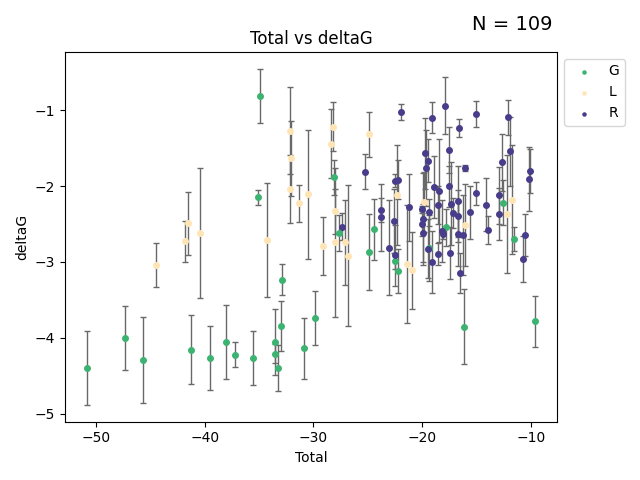 N = 109
Total vs deltaG
G
L
R
deltaG
−1
−2
−3
−4
−5
−50 −40 −30 −20 −10
Total